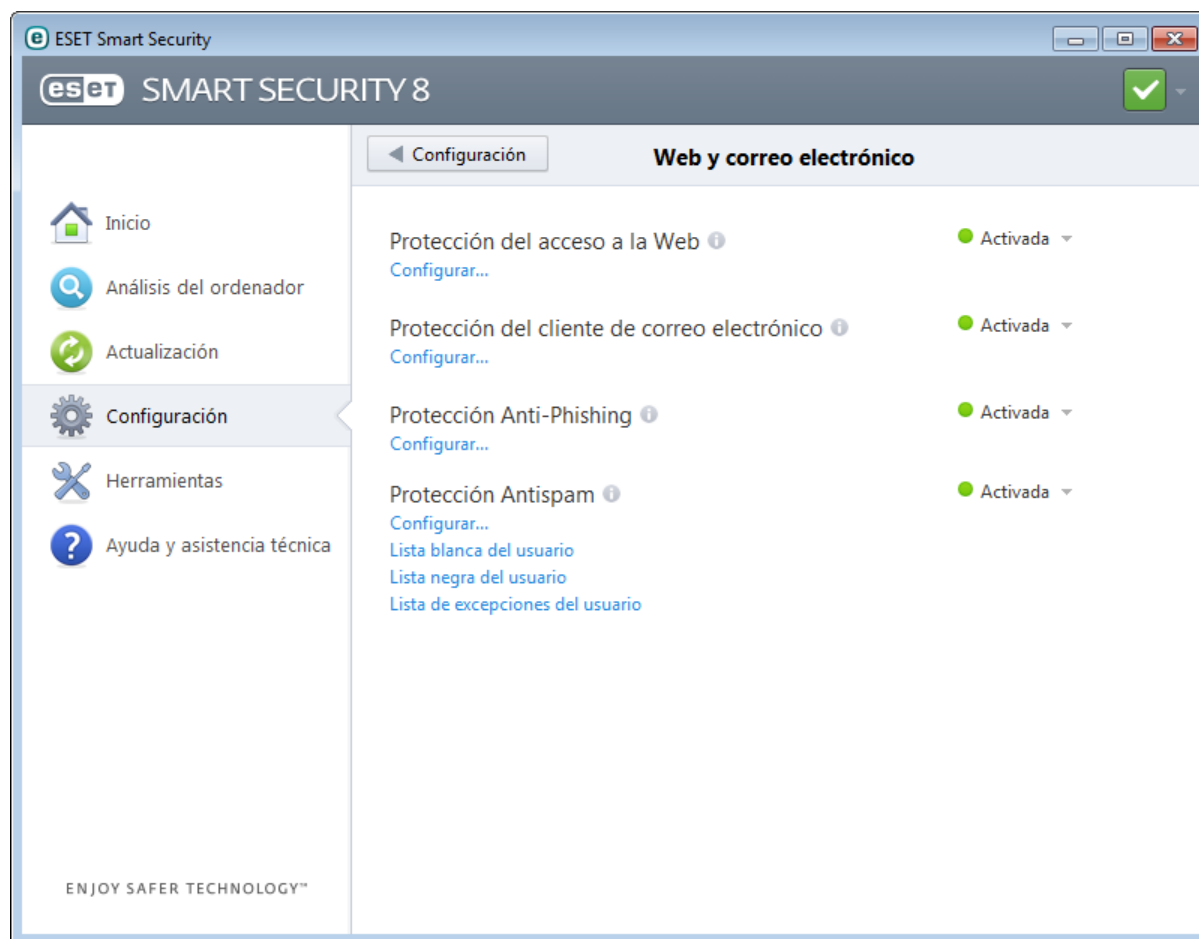 ESET Smart Security
eset SMART SECURITY 8
Configuración
Web y correo electrónico
Inicio
Análisis del ordenador
Actualización
Configuración
Herramientas
Ayuda y asistencia técnica
Protección del acceso a la Web
Activada
Configurar...
Protección del cliente de correo electrónico
Activada
Configurar...
Protección Anti-Phishing
Activada
Configurar...
Protección Antispam
Activada
Configurar...
Lista blanca del usuario
Lista negra del usuario
Lista de excepciones del usuario
ENJOY SAFER TECHNOLOGY™